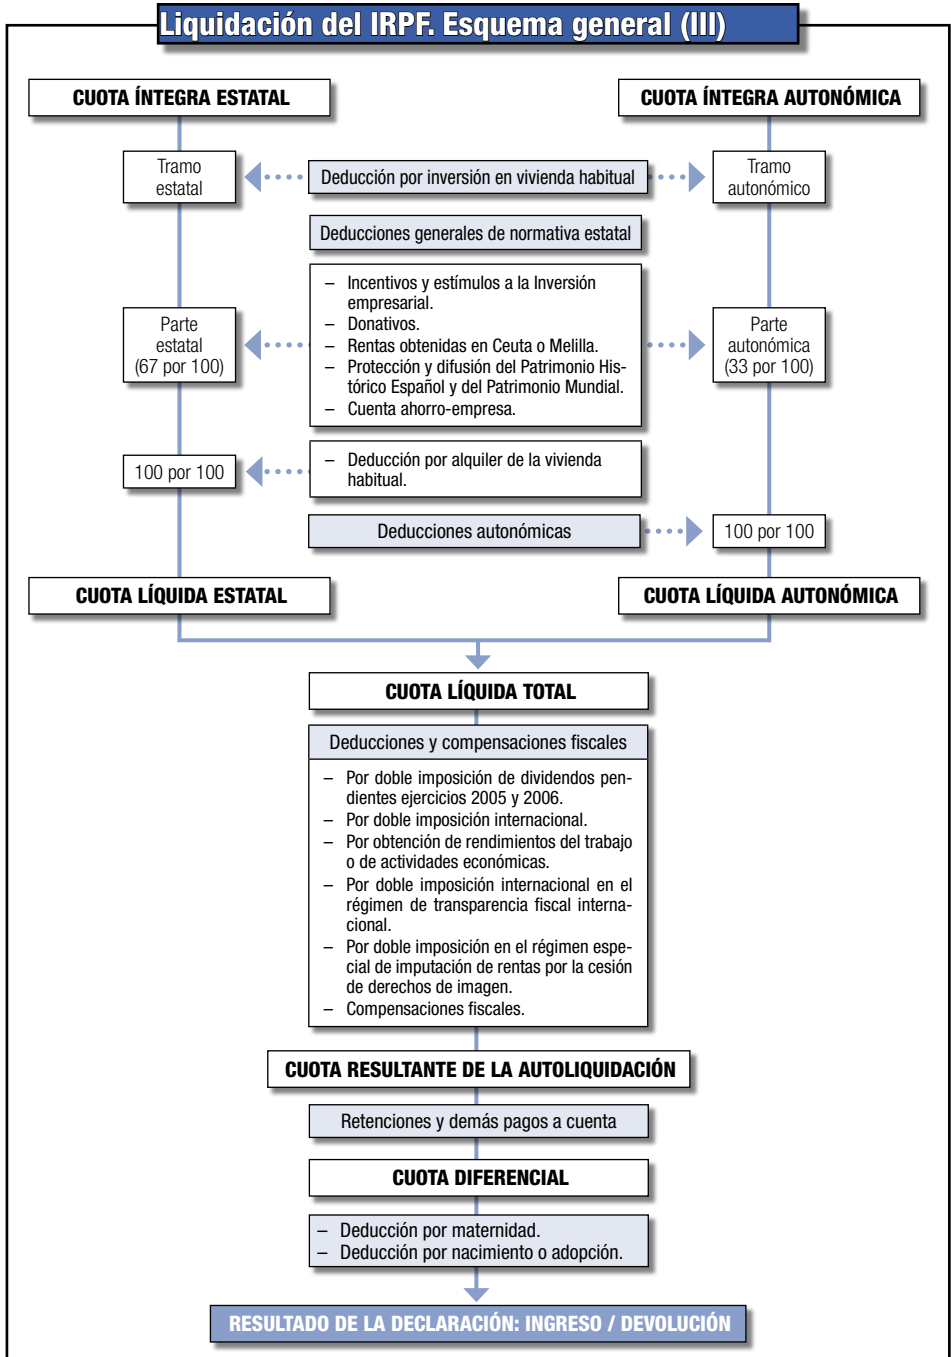 Liquidación del IRPF. Esquema general (III)
CUOTA ÍNTEGRA ESTATAL
CUOTA ÍNTEGRA AUTONÓMICA
Tramo
estatal
Deducción por inversión en vivienda habitual
Tramo
autonómico
Deducciones generales de normativa estatal
– Incentivos y estímulos a la Inversión
empresarial.
– Donativos.
– Rentas obtenidas en Ceuta o Melilla.
– Protección y difusión del Patrimonio His-
tórico Español y del Patrimonio Mundial.
– Cuenta ahorro-empresa.
Parte
estatal
(67 por 100)
Parte
autonómica
(33 por 100)
100 por 100
– Deducción por alquiler de la vivienda
habitual.
Deducciones autonómicas
100 por 100
CUOTA LÍQUIDA ESTATAL
CUOTA LÍQUIDA AUTONÓMICA
CUOTA LÍQUIDA TOTAL
Deducciones y compensaciones fiscales
– Por doble imposición de dividendos pen-
dientes ejercicios 2005 y 2006.
– Por doble imposición internacional.
– Por obtención de rendimientos del trabajo
o de actividades económicas.
– Por doble imposición internacional en el
régimen de transparencia fiscal interna-
cional.
– Por doble imposición en el régimen espe-
cial de imputación de rentas por la cesión
de derechos de imagen.
– Compensaciones fiscales.
CUOTA RESULTANTE DE LA AUTOLIQUIDACIÓN
Retenciones y demás pagos a cuenta
CUOTA DIFERENCIAL
– Deducción por maternidad.
– Deducción por nacimiento o adopción.
RESULTADO DE LA DECLARACIÓN: INGRESO / DEVOLUCIÓN